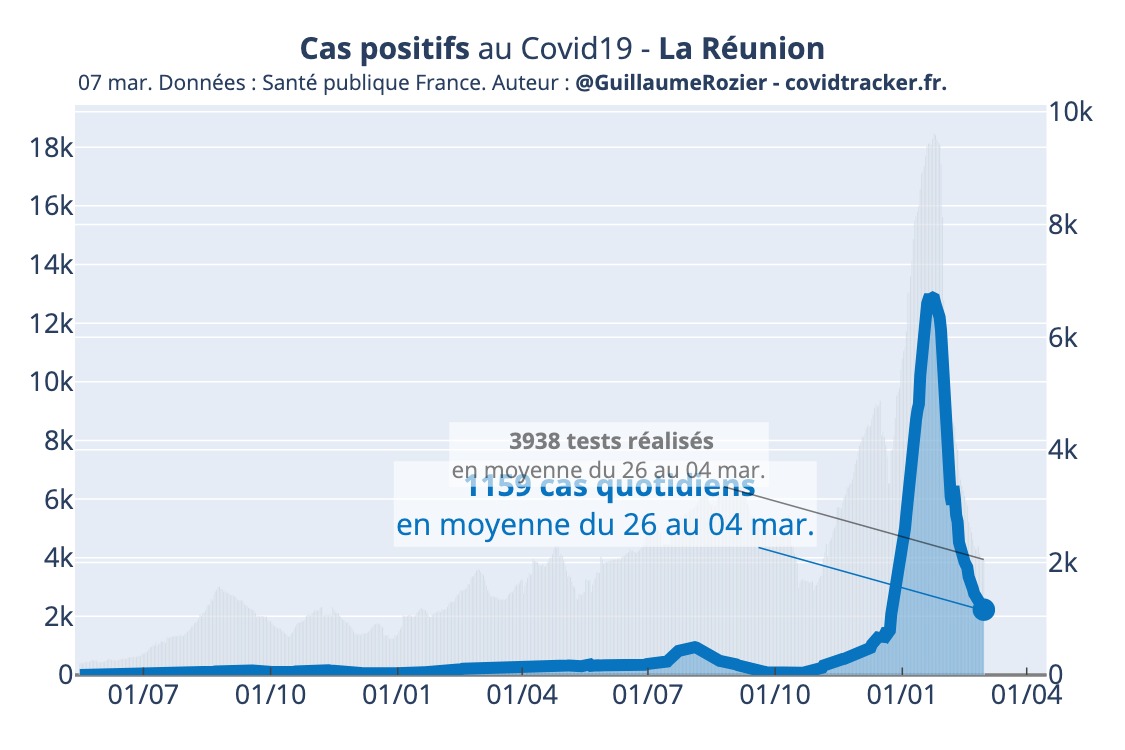 Cas positifs au Covid19 - La Réunion
07 mar. Données : Santé publique France. Auteur : @GuillaumeRozier - covidtracker.fr.
10k
18k
16k
8k
14k
12k
6k
10k
8k
4k
3938 tests réalisés
en moyenne du 26 au 04 mar.
1159 cas quotidiens
en moyenne du 26 au 04 mar.
6k
4k
2k
2k
0
0
01/07
01/10
01/01
01/04
01/07
01/10
01/01
01/04